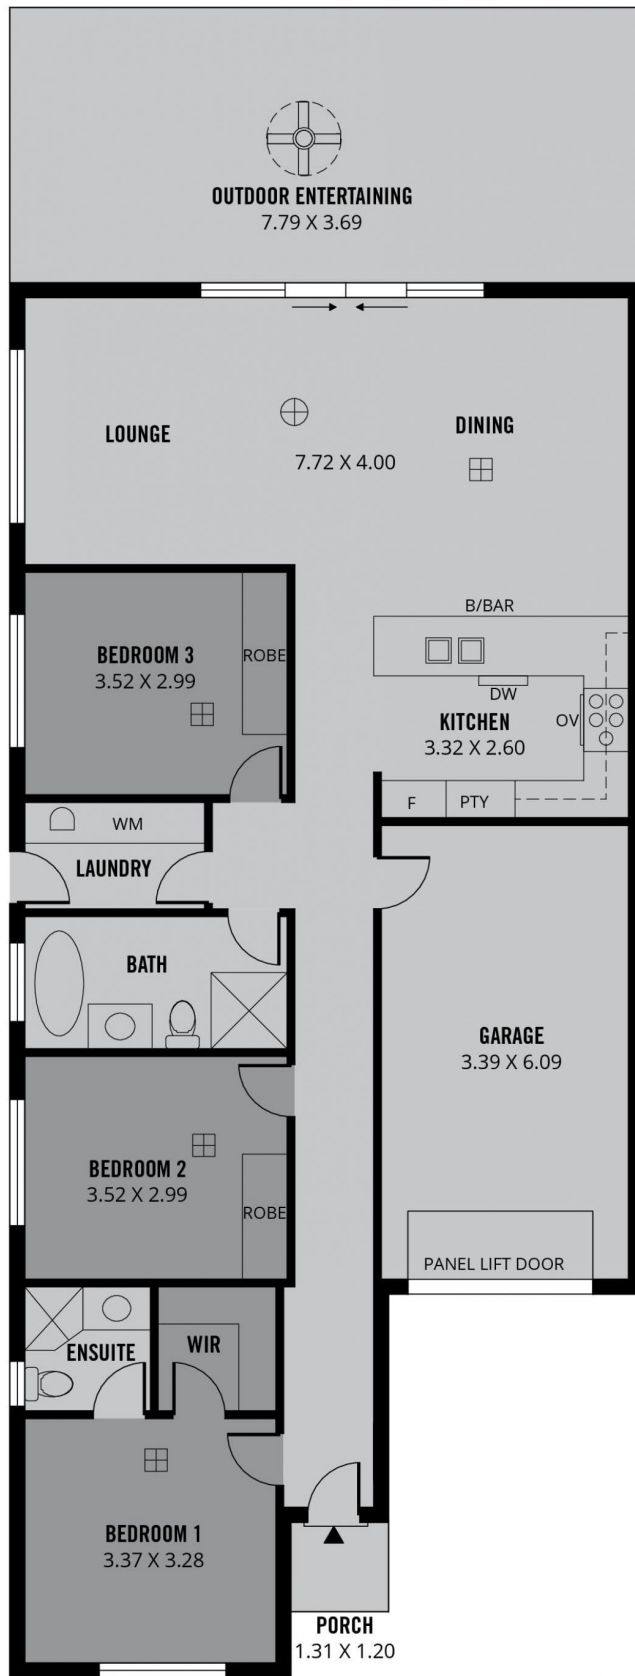 OUTDOOR ENTERTAINING
7.79 X 3.69
LOUNGE
DINING
7.72 X 4.00
B/BAR
BEDROOM 3
3.52 X 2.99
ROBE
DW
KITCHEN
3.32 X 2.60
OV
F
PTY
WM
LAUNDRY
BATH
GARAGE
3.39 X 6.09
BEDROOM 2
3.52 X 2.99
ROBE
PANEL LIFT DOOR
ENSUITE
WIR
BEDROOM 1
3.37 X 3.28
PORCH
1.31 X 1.20